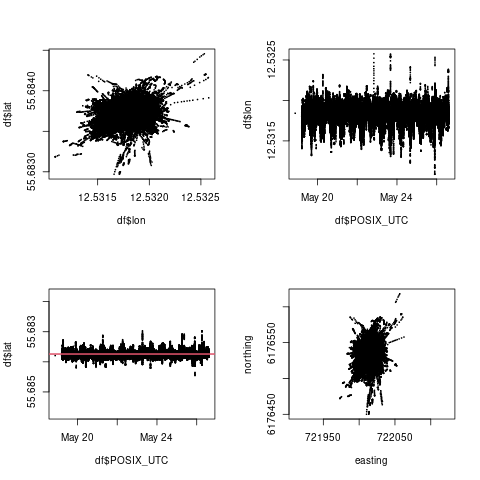 df$lat
55.6830
55.6840
12.5315
12.5320
12.5325
df$lon
df$lon
12.5315
12.5325
May 20
May 24
df$POSIX_UTC
df$lat
55.685
55.683
May 20
May 24
df$POSIX_UTC
northing
6176450
6176550
721950
722050
easting